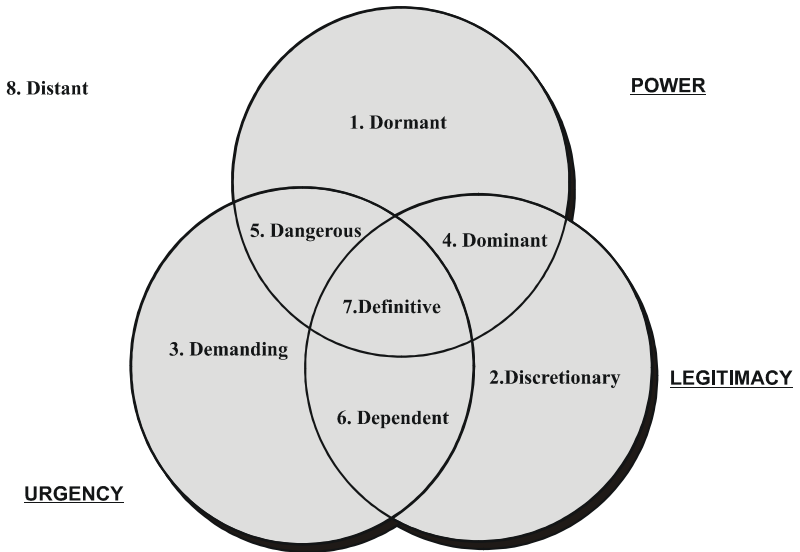 8. Distant
POWER
1. Dormant
5. Dangerous
4. Dominant
7.Definitive
3. Demanding
2.Discretionary
LEGITIMACY
6. Dependent
URGENCY